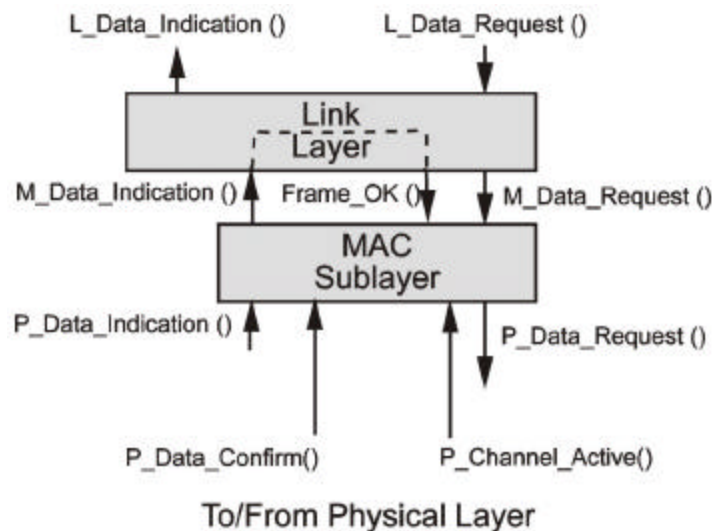 L_Data_Indication ()
L_Data_Request ()
Link
Layer
M_Data_Indication ()
Frame_OK ()
M_Data_Request ()
MAC
Sublayer
P_Data_Indication ()
P_Data_Request ()
P_Data_Confirm()
P_Channel_Active()
To/From Physical Layer